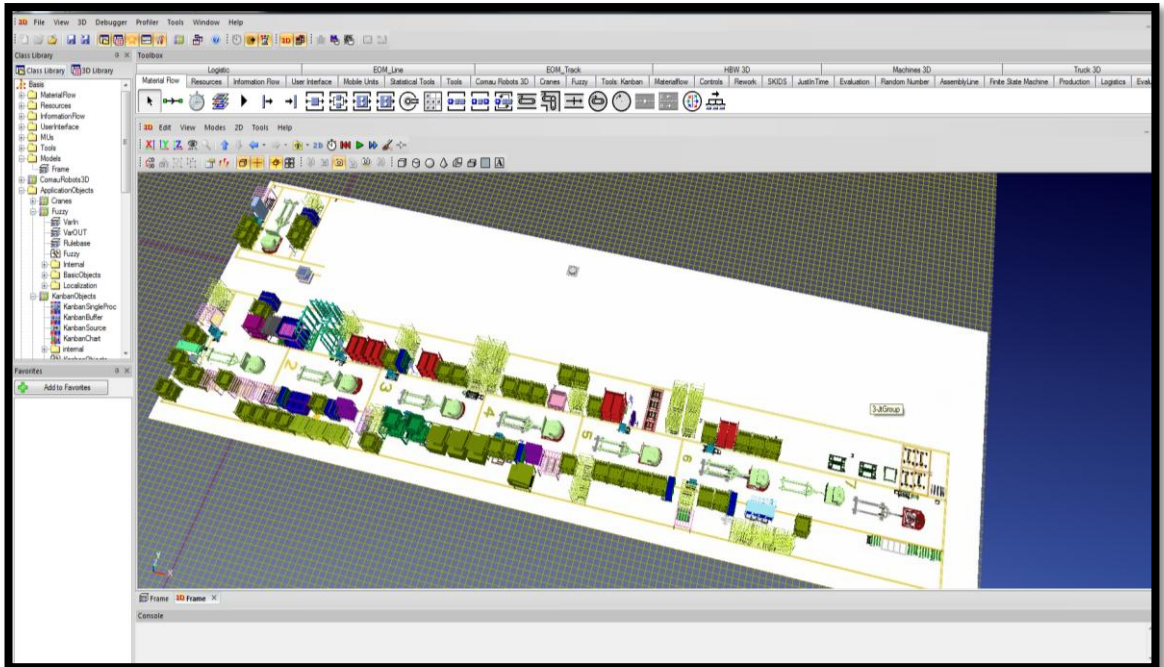 3D File View 3D Debugger Profiler Tools Window Help
Class Library
Class Library 3D Library
Basis
MaterialFlow
Resources
InformationFlow
UserInterface
MUs
Tools
Models
Frame
ComauRobots3D
ApplicationObjects
Cranes
Fuzzy
VarIn
VarOUT
Rulebase
Fuzzy
Internal
BasicObjects
Localization
KanbanObjects
KanbanSingleProc
KanbanBuffer
KanbanSource
KanbanChart
internal
Favorites
Add to Favorites
Toolbox
Logistic EOM_Line EOM_Track HBW 3D Machines 3D Truck 3D
Material Flow Resources Information Flow User Interface Mobile Units Statistical Tools Tools Comau Robots 3D Cranes Fuzzy Tools: Kanban Materialflow Controls Rework SKIDS JustInTime Evaluation Random Number AssemblyLine Finite State Machine Production Logistics
3D Edit View Modes 2D Tools Help
X Y Z 2D
3D
A
2
3
4
5
6
7
3-JtGroup
Frame 3D Frame
Console